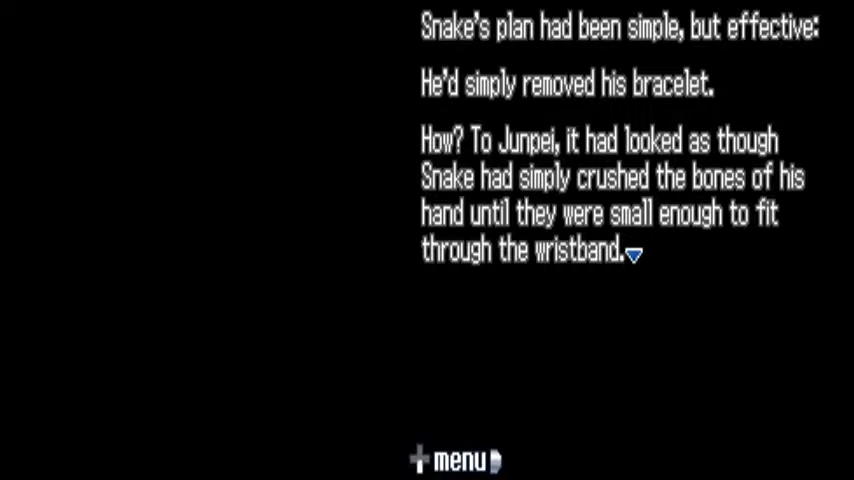 Snake's plan had been simple, but effective:
He'd simply removed his bracelet.
How? To Junpei, it had looked as though
Snake had simply crushed the bones of his
hand until they were small enough to fit
through the wristband.
menu